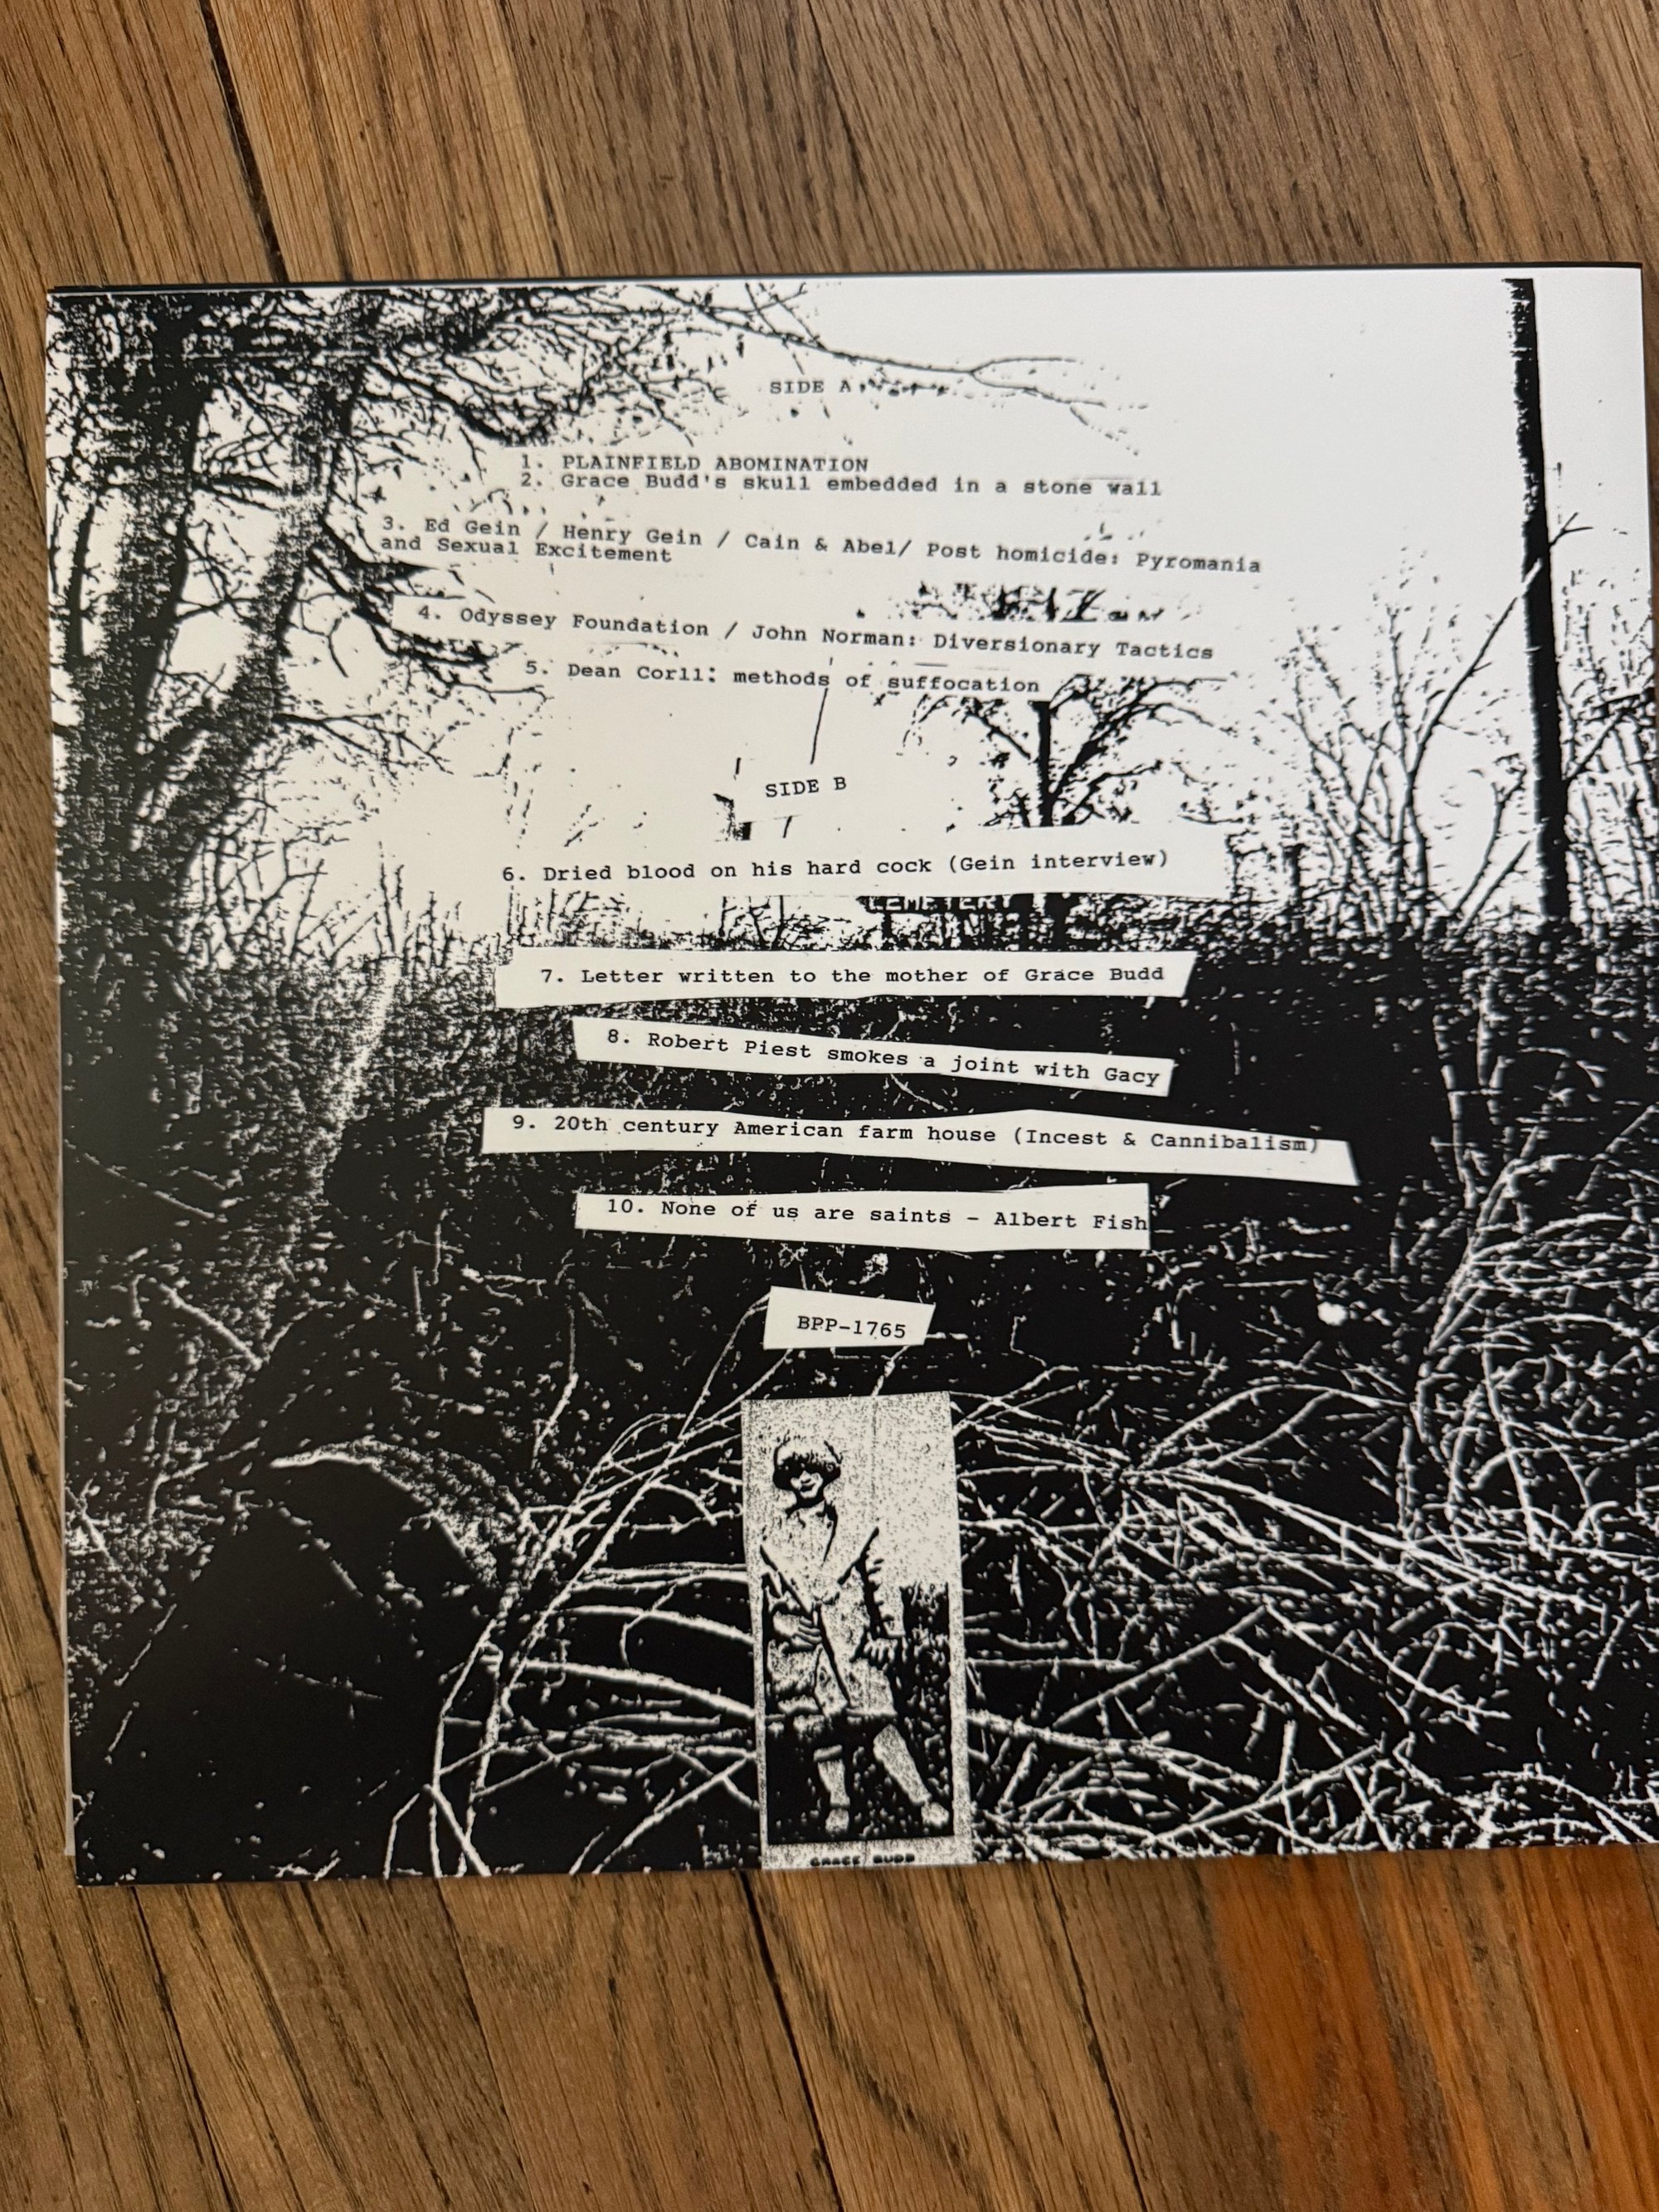 SIDE A
1. PLAINFIELD ABOMINATION
2. Grace Budd's skull embedded in a stone wall
3. Ed Gein / Henry Gein / Cain & Abel/ Post homicide: Pyromania
and Sexual Excitement
4. Odyssey Foundation / John Norman: Diversionary Tactics
5. Dean Corll: methods of suffocation
SIDE B
6. Dried blood on his hard cock (Gein interview)
CEMETERY
7. Letter written to the mother of Grace Budd
8. Robert Piest smokes a joint with Gacy
9. 20th century American farm house (Incest & Cannibalism)
10. None of us are saints - Albert Fish
BPP-1765
GRACE BUDD